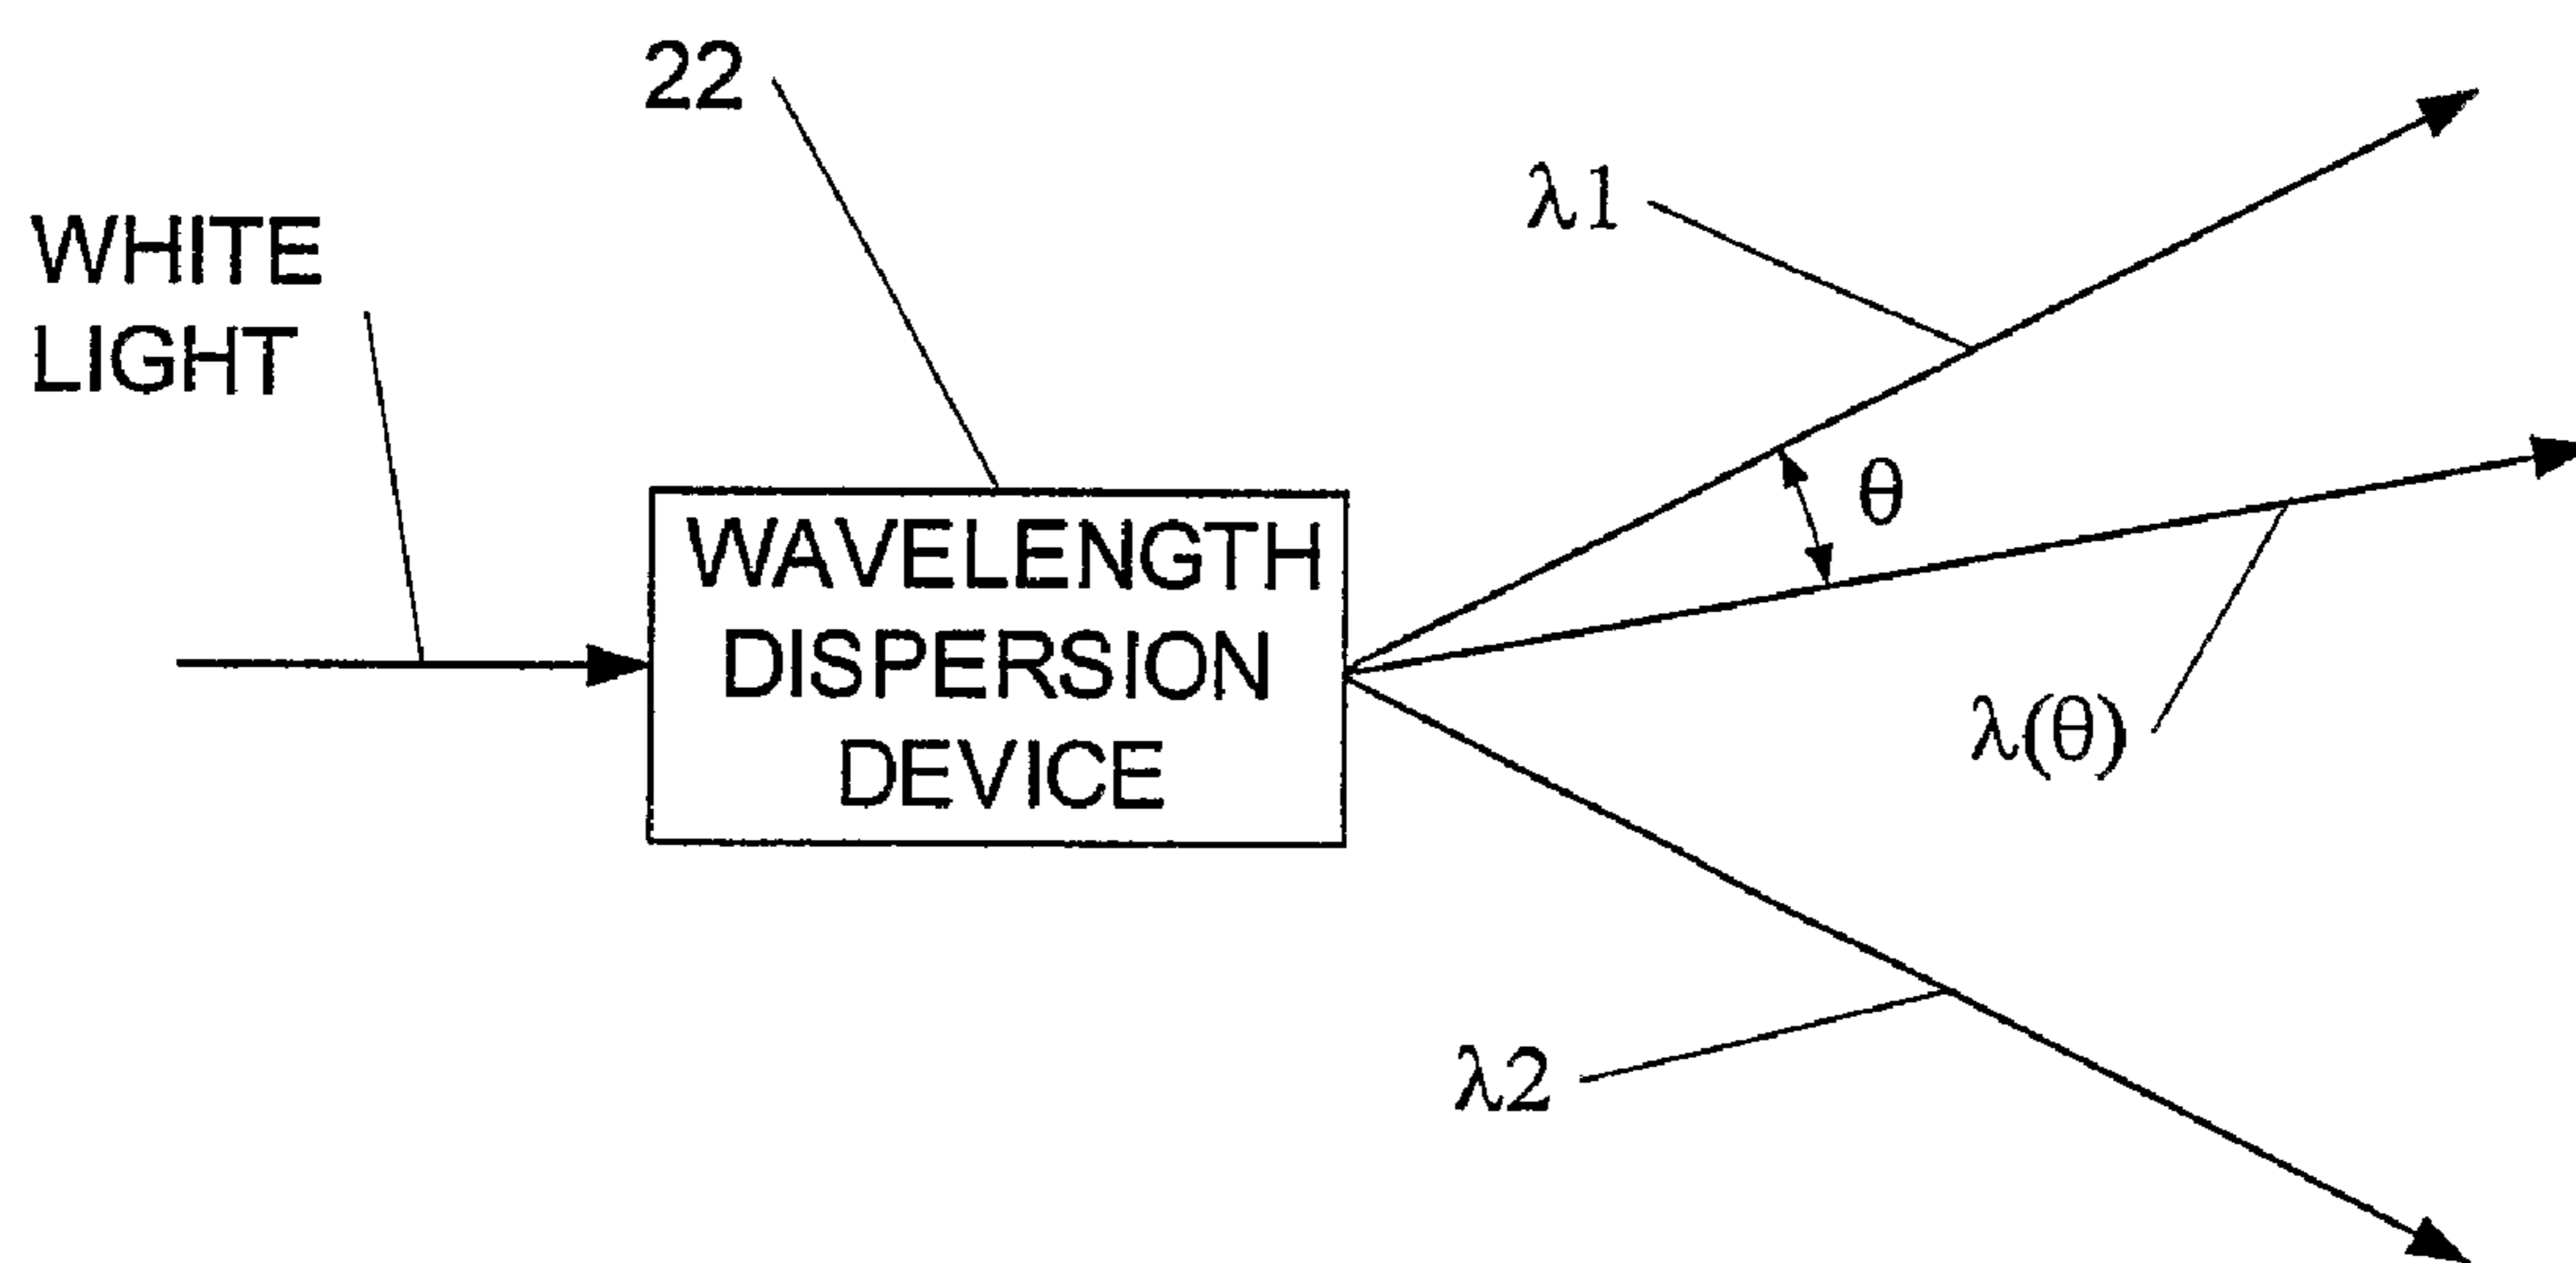 22
WHITE
LIGHT
λ1
θ
WAVELENGTH
DISPERSION
DEVICE
λ(θ)
λ2